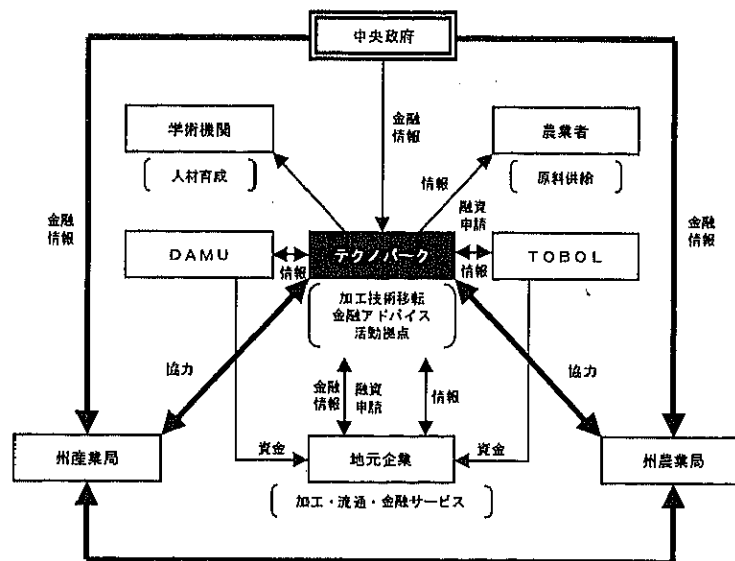 中央政府
学術機関
農業者
金融
情報
人材育成
情報
原料供給
金融
情報
融資
申請
金融
情報
DAMU
情報
テクノパーク
情報
TOBOL
加工技術移転
金融アドバイス
活動拠点
協力
協力
金融
情報
融資
申請
情報
州産業局
資金
地元企業
資金
州農業局
加工・流通・金融サービス